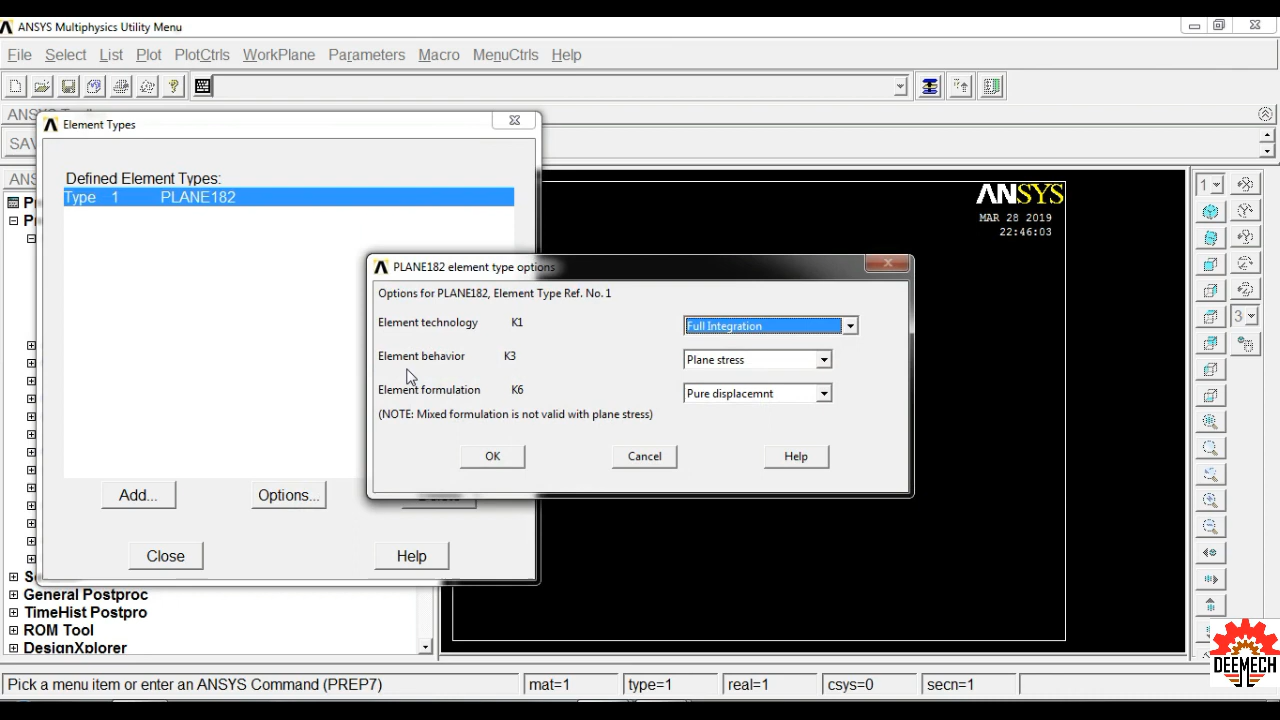 ANSYS Multiphysics Utility Menu
File Select List Plot PlotCtrls WorkPlane Parameters Macro MenuCtrls Help
Element Types
Defined Element Types:
Type 1 PLANE182
1
ANSYS
MAR 28 2019
22:46:03
PLANE182 element type options
Options for PLANE182, Element Type Ref. No. 1
Element technology K1 Full Integration
Element behavior K3 Plane stress
Element formulation K6 Pure displacemnt
(NOTE: Mixed formulation is not valid with plane stress)
OK Cancel Help
3
Add... Options...
Close Help
General Postproc
TimeHist Postpro
ROM Tool
DesignXplorer
DEEMECH
Pick a menu item or enter an ANSYS Command (PREP7) mat=1 type=1 real=1 csys=0 secn=1